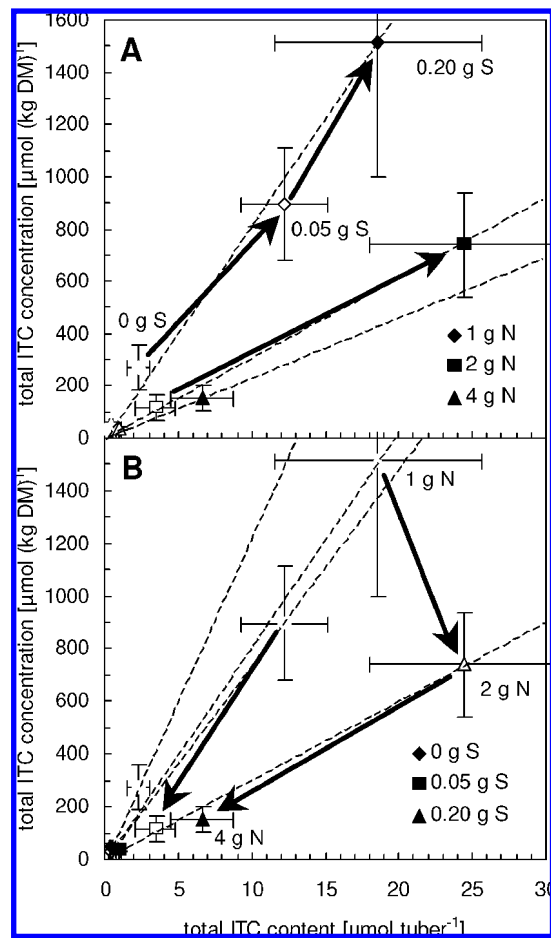 A
1600
1400
1200
1000
800
600
400
200
0
total ITC concentration [µmol (kg DM)⁻¹]
0.20 g S
0.05 g S
0 g S
1 g N
2 g N
4 g N
B
1400
1200
1000
800
600
400
200
0
total ITC concentration [µmol (kg DM)⁻¹]
1 g N
2 g N
4 g N
0 g S
0.05 g S
0.20 g S
0 5 10 15 20 25 30
total ITC content [µmol tuber⁻¹]